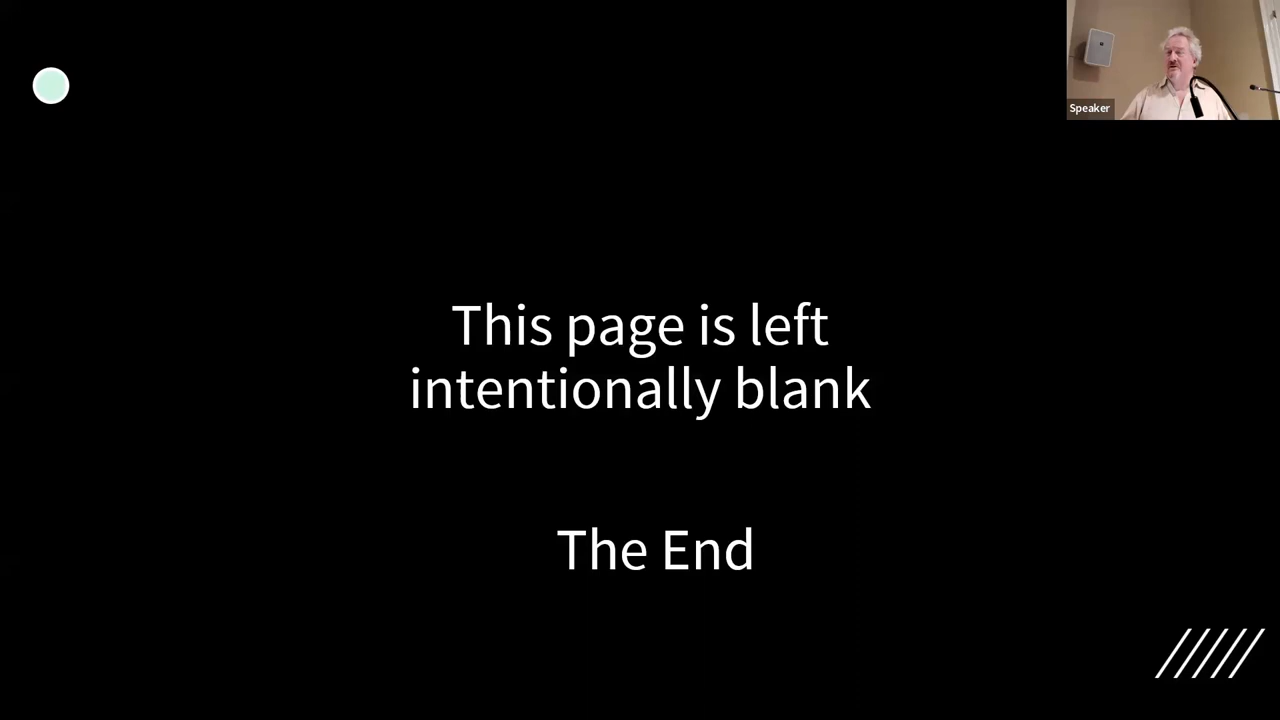 Speaker
This page is left
intentionally blank
The End